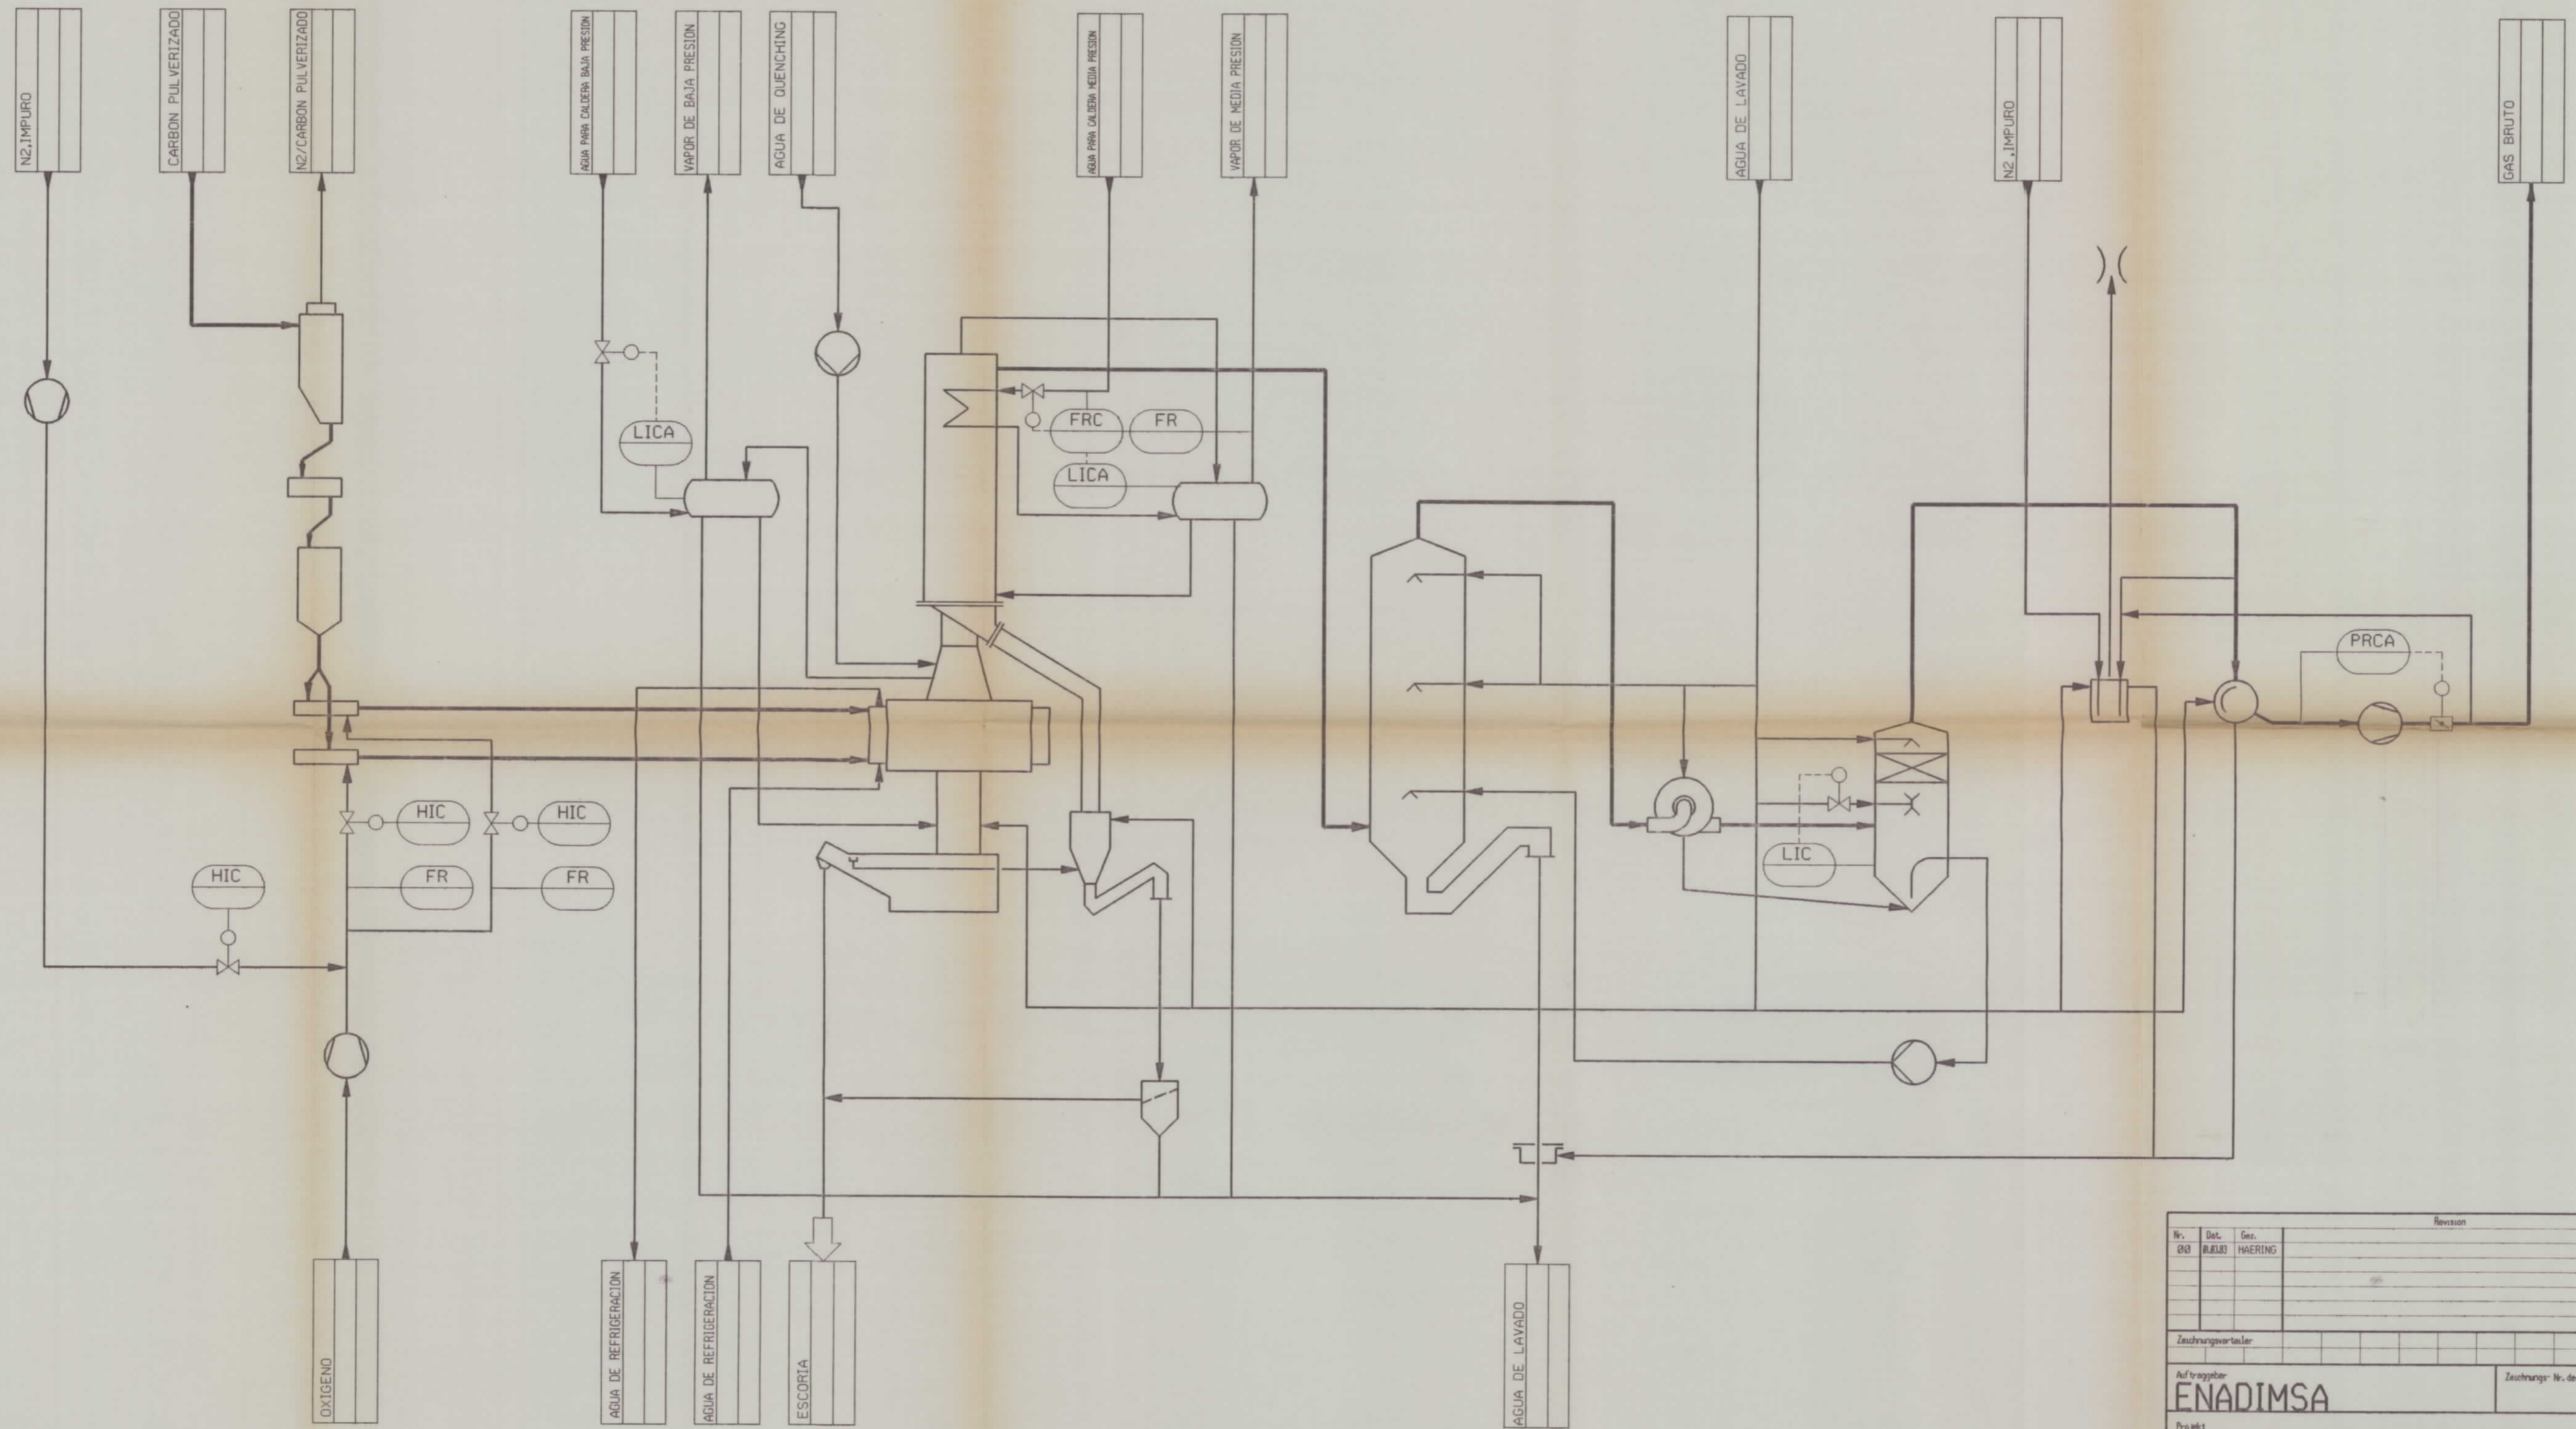 N2,IMPURO
CARBON PULVERIZADO
N2/CARBON PULVERIZADO
AGUA PARA CALDERA BAJA PRESION
VAPOR DE BAJA PRESION
AGUA DE QUENCHING
AGUA PARA CALDERA MEDIA PRESION
VAPOR DE MEDIA PRESION
AGUA DE LAVADO
N2,IMPURO
GAS BRUTO
LICA
FRC
FR
LICA
PRCA
HIC
HIC
LIC
HIC
FR
FR
OXIGENO
AGUA DE REFRIGERACION
AGUA DE REFRIGERACION
ESCORIA
AGUA DE LAVADO
Revision
Nr. Dat. Gez.
00 HAERING
Zeichnungsverteiler
Auftraggeber
Zeichnungs- Nr. de
ENADIMSA
Projekt